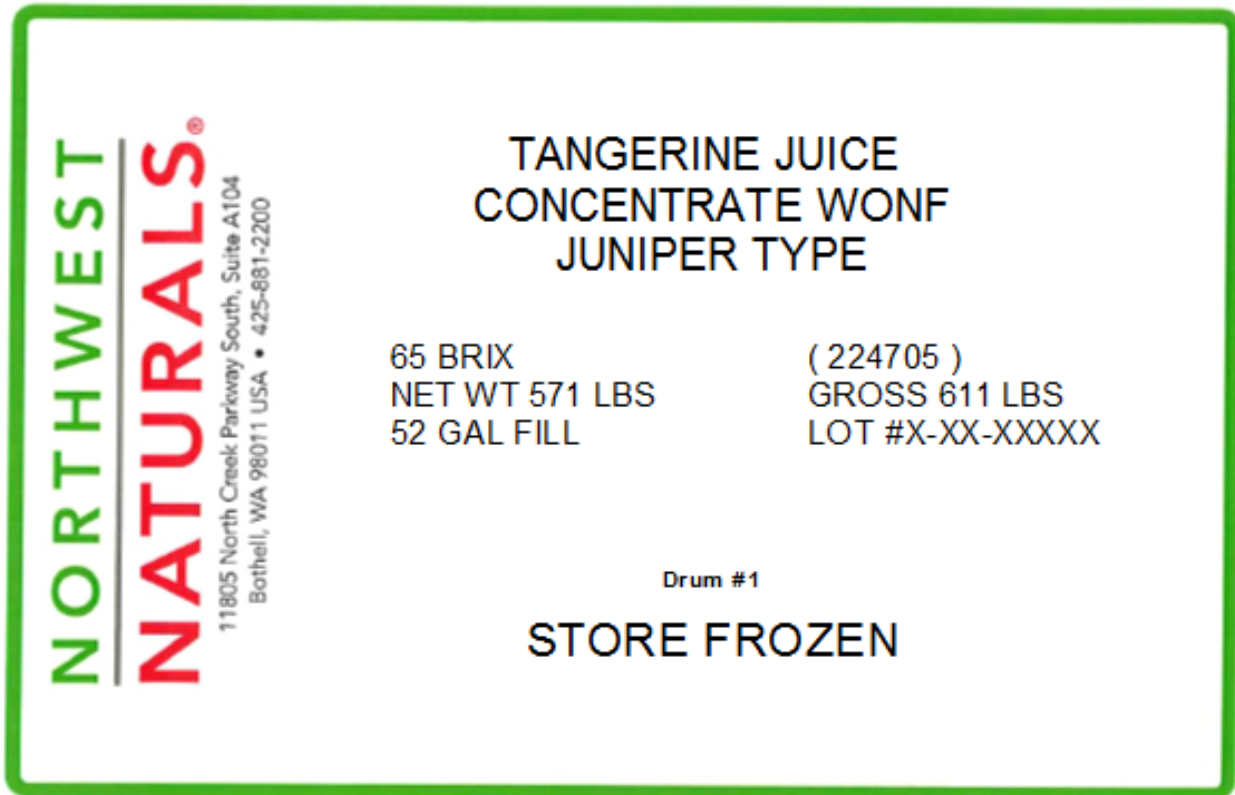 NORTHWEST
NATURALS®
11805 North Creek Parkway South, Suite A104
Bothell, WA 98011 USA • 425-881-2200
TANGERINE JUICE
CONCENTRATE WONF
JUNIPER TYPE
65 BRIX ( 224705 )
NET WT 571 LBS GROSS 611 LBS
52 GAL FILL LOT #X-XX-XXXXX
Drum #1
STORE FROZEN